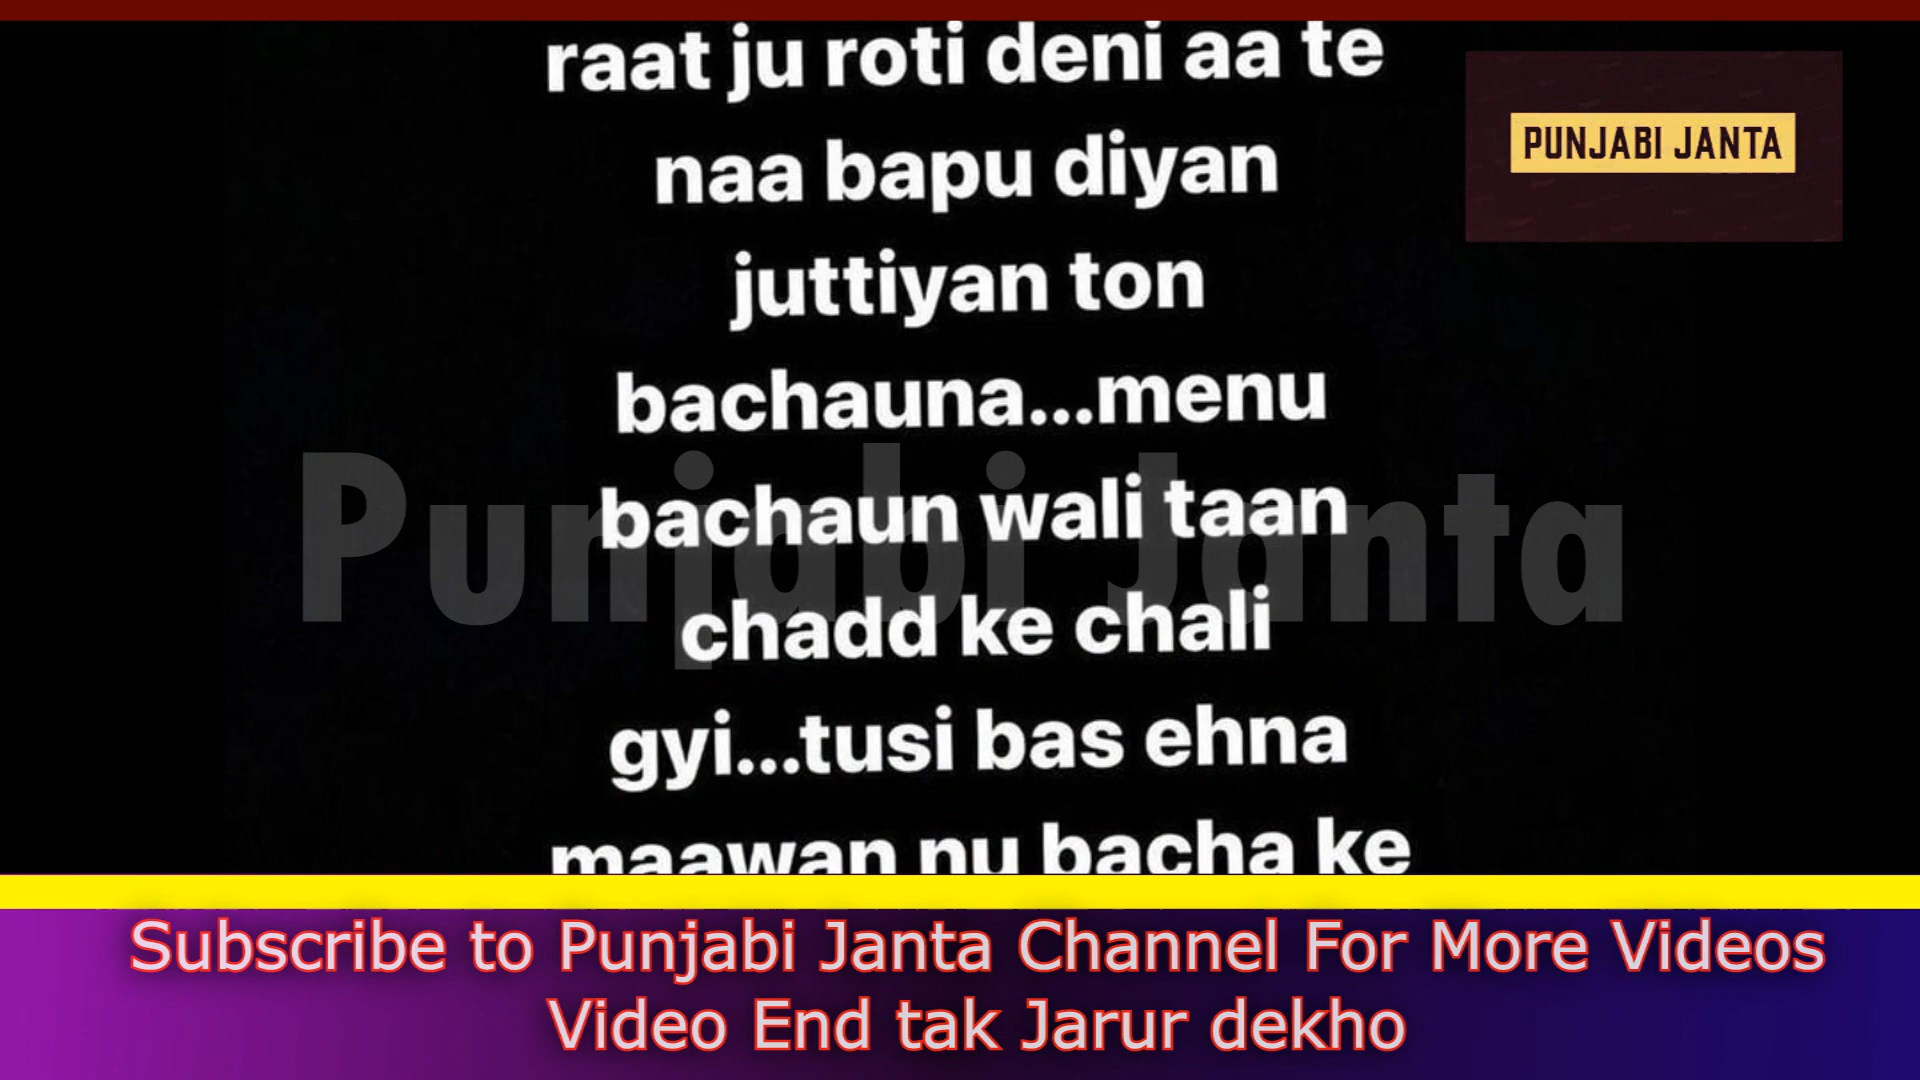 raat ju roti deni aa te
naa bapu diyan
juttiyan ton
bachauna...menu
bachaun wali taan
chadd ke chali
gyi...tusi bas ehna
maawan nu bacha ke
PUNJABI JANTA
Punjabi Janta
Subscribe to Punjabi Janta Channel For More Videos
Video End tak Jarur dekho